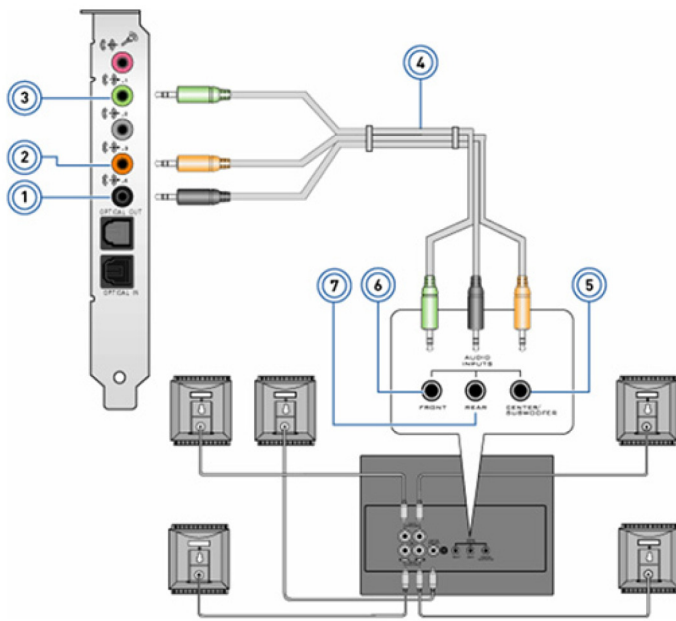 3
2
1
OPTICAL OUT
OPTICAL IN
4
7
6
5
AUDIO
INPUTS
FRONT
REAR
CENTER/
SUBWOOFER